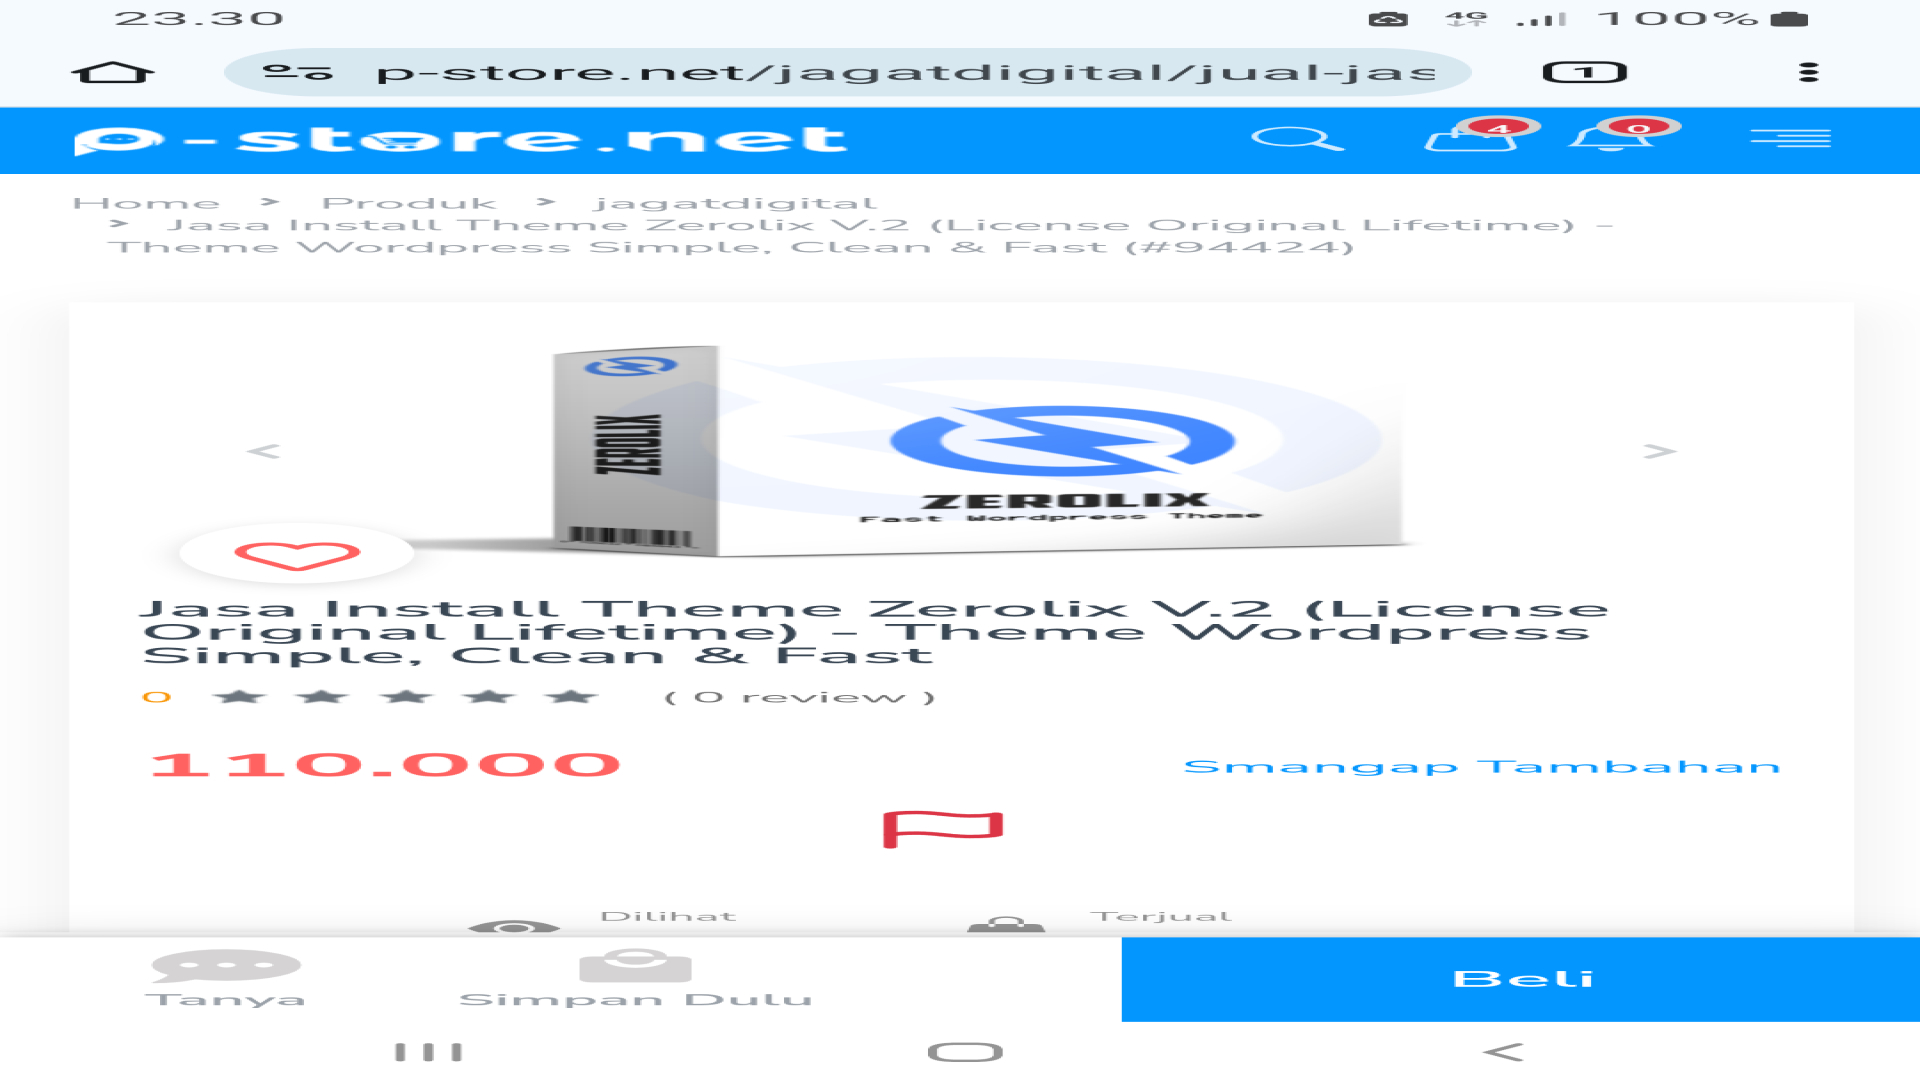 23.30
4G
100%
p-store.net/jagatdigital/jual-jas
1
p-store.net
4
0
Home > Produk > jagatdigital
> Jasa Install Theme Zerolix V.2 (License Original Lifetime) -
Theme Wordpress Simple, Clean & Fast (#94424)
ZEROLIX
ZEROLIX
Fast Wordpress Theme
Jasa Install Theme Zerolix V.2 (License
Original Lifetime) - Theme Wordpress
Simple, Clean & Fast
0
( 0 review )
110.000
Smangap Tambahan
Dilihat
Terjual
Tanya
Simpan Dulu
Beli